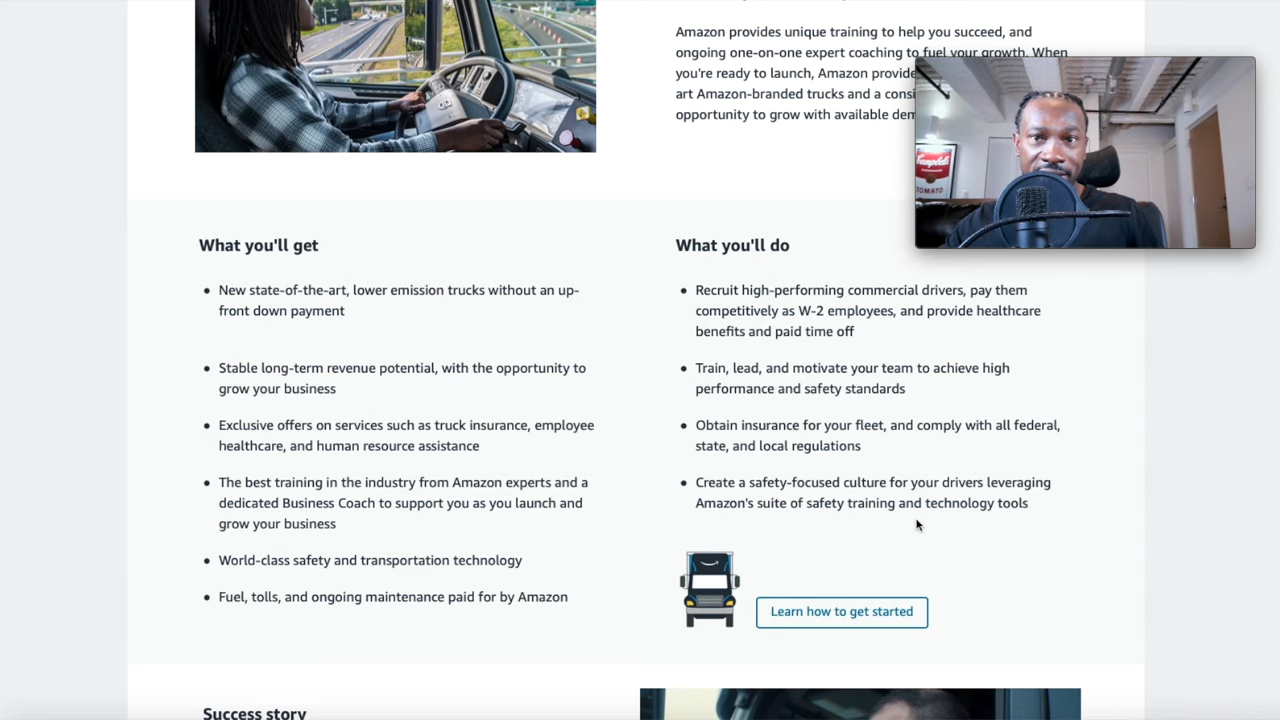 Amazon provides unique training to help you succeed, and
ongoing one-on-one expert coaching to fuel your growth. When
you're ready to launch, Amazon provide
art Amazon-branded trucks and a consi
opportunity to grow with available dem
Campbell's
TOMATO
What you'll get
New state-of-the-art, lower emission trucks without an up-
front down payment
Stable long-term revenue potential, with the opportunity to
grow your business
Exclusive offers on services such as truck insurance, employee
healthcare, and human resource assistance
The best training in the industry from Amazon experts and a
dedicated Business Coach to support you as you launch and
grow your business
World-class safety and transportation technology
Fuel, tolls, and ongoing maintenance paid for by Amazon
What you'll do
Recruit high-performing commercial drivers, pay them
competitively as W-2 employees, and provide healthcare
benefits and paid time off
Train, lead, and motivate your team to achieve high
performance and safety standards
Obtain insurance for your fleet, and comply with all federal,
state, and local regulations
Create a safety-focused culture for your drivers leveraging
Amazon's suite of safety training and technology tools
Learn how to get started
Success story